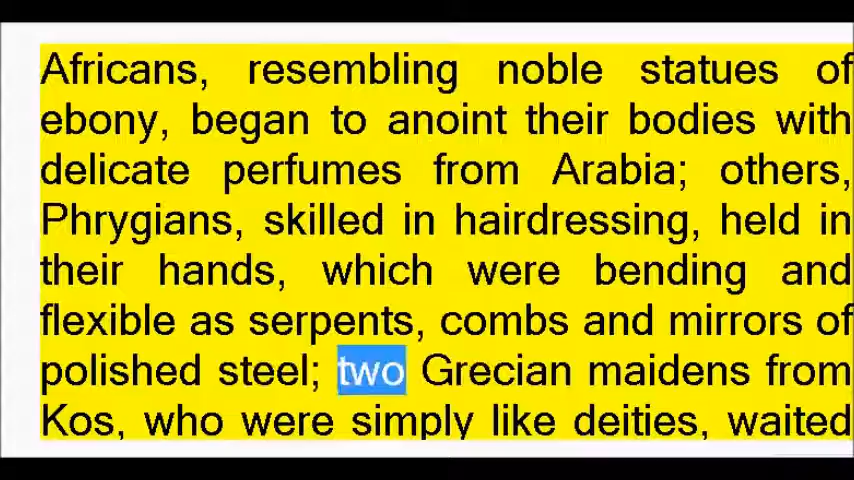 Africans, resembling noble statues of
ebony, began to anoint their bodies with
delicate perfumes from Arabia; others,
Phrygians, skilled in hairdressing, held in
their hands, which were bending and
flexible as serpents, combs and mirrors of
polished steel; two Grecian maidens from
Kos, who were simply like deities, waited